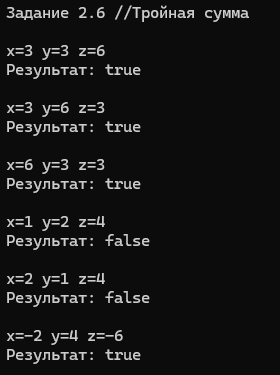 Задание 2.6 //Тройная сумма
x=3 y=3 z=6
Результат: true
x=3 y=6 z=3
Результат: true
x=6 y=3 z=3
Результат: true
x=1 y=2 z=4
Результат: false
x=2 y=1 z=4
Результат: false
x=-2 y=4 z=-6
Результат: true